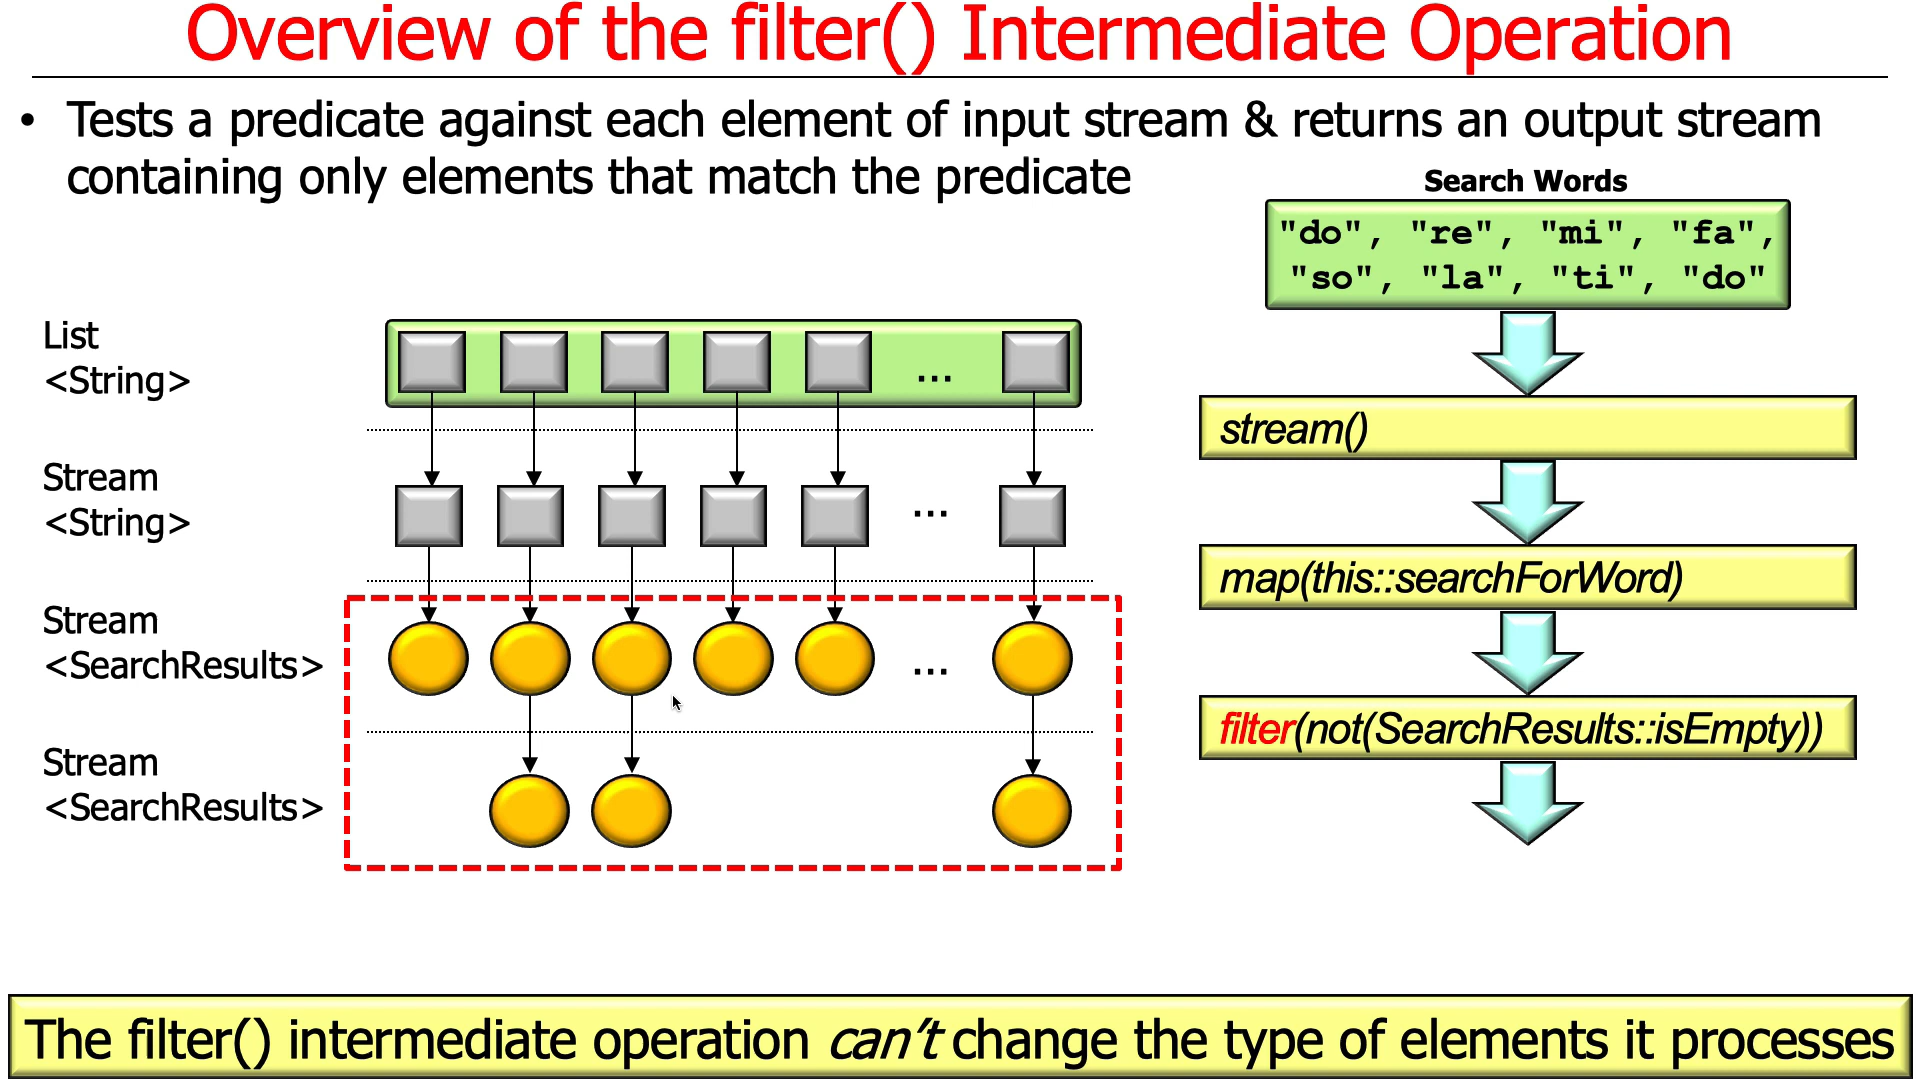 Overview of the filter() Intermediate Operation
• Tests a predicate against each element of input stream & returns an output stream
containing only elements that match the predicate
Search Words
"do", "re", "mi", "fa",
"so", "la", "ti", "do"
List
<String>
...
stream()
Stream
<String>
...
map(this::searchForWord)
Stream
<SearchResults>
...
filter(not(SearchResults::isEmpty))
Stream
<SearchResults>
The filter() intermediate operation can't change the type of elements it processes